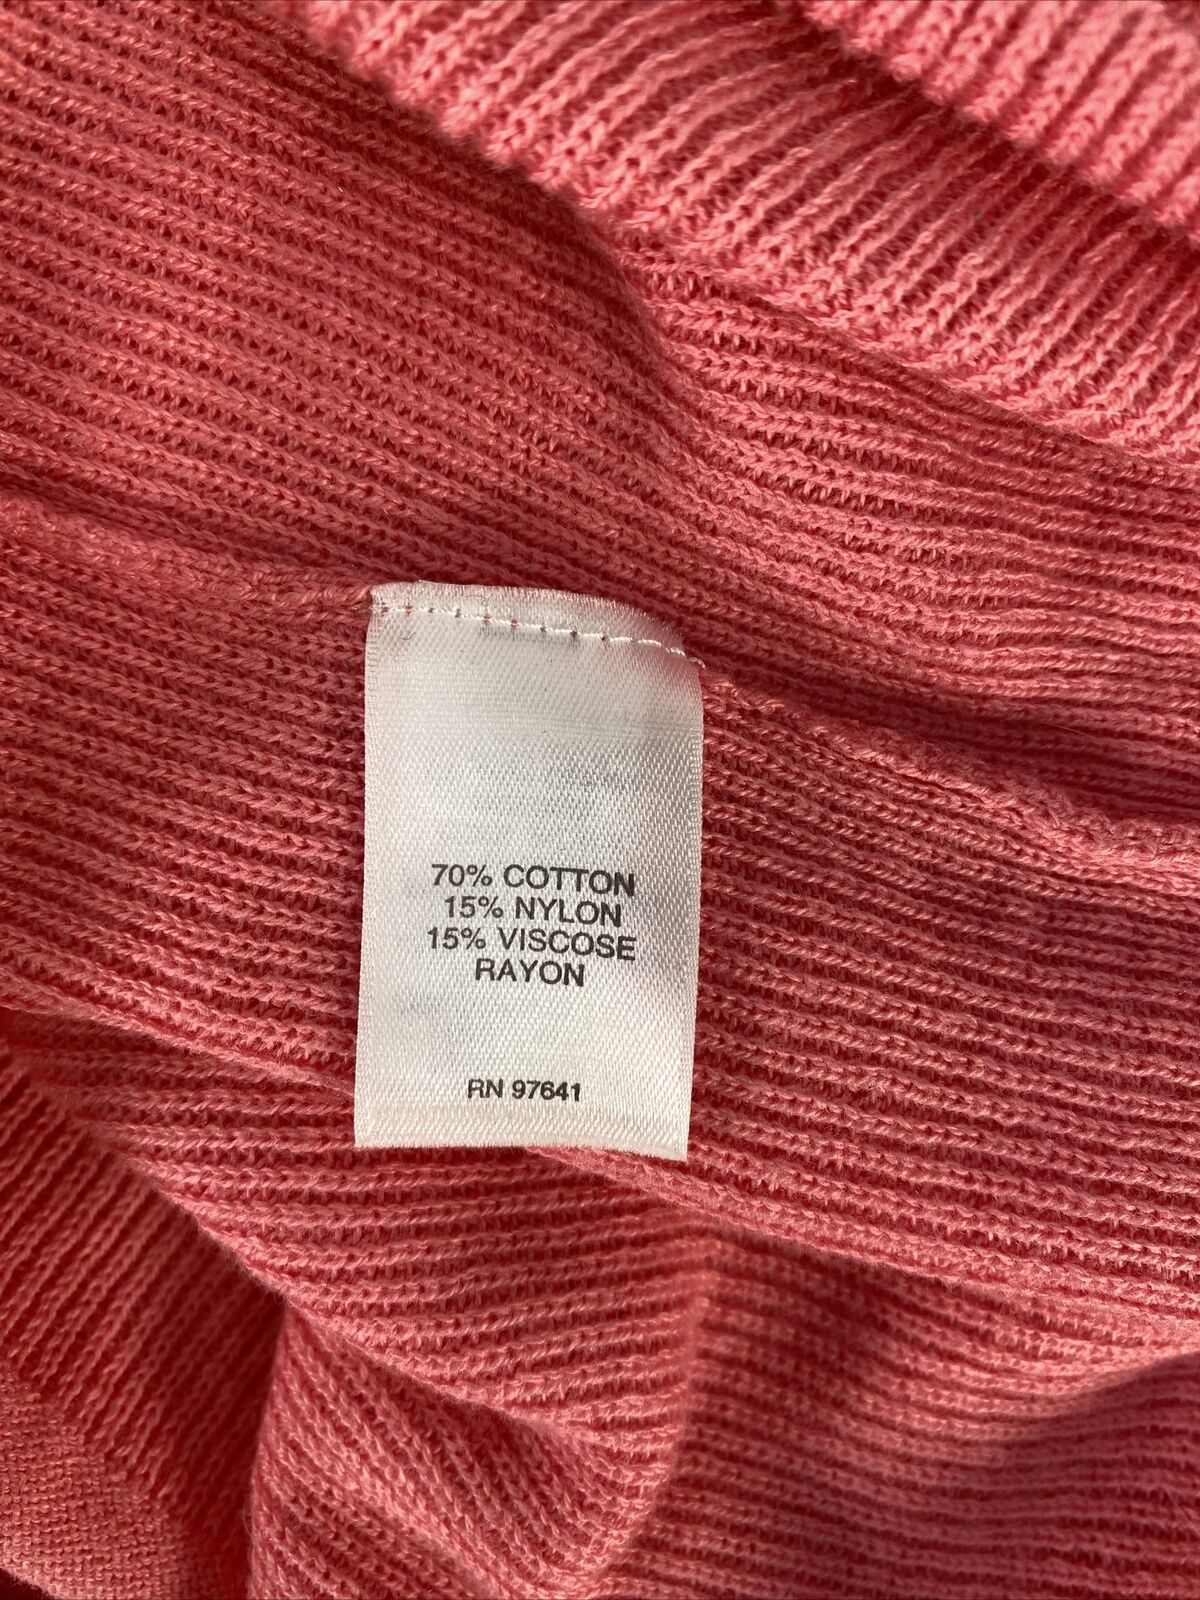 70% COTTON
15% NYLON
15% VISCOSE
RAYON
RN 97641